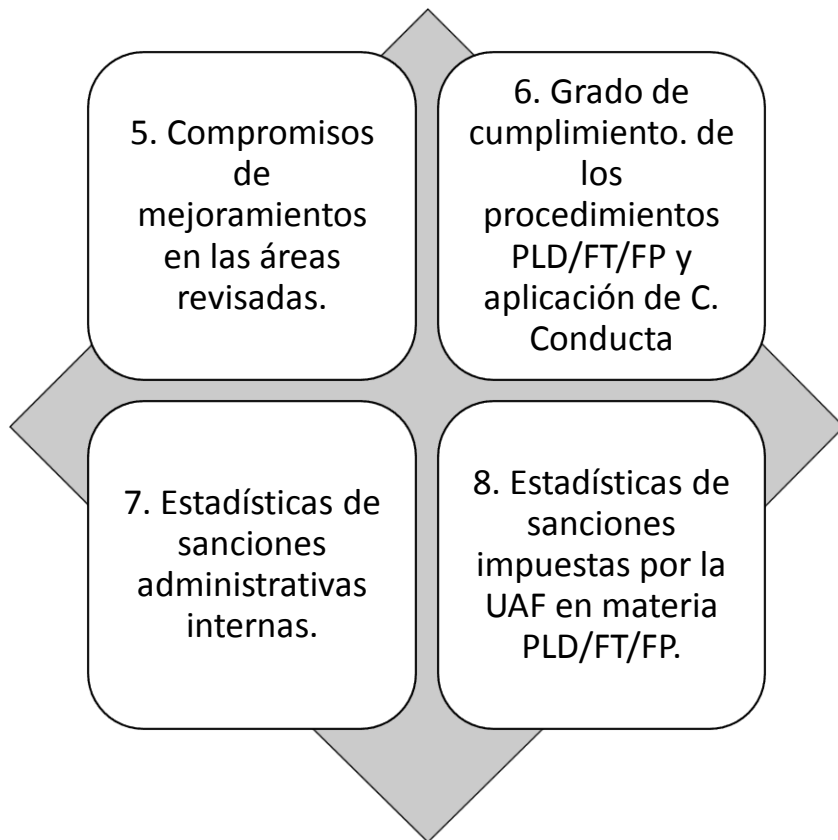 5. Compromisos
de
mejoramientos
en las áreas
revisadas.
6. Grado de
cumplimiento. de
los
procedimientos
PLD/FT/FP y
aplicación de C.
Conducta
7. Estadísticas de
sanciones
administrativas
internas.
8. Estadísticas de
sanciones
impuestas por la
UAF en materia
PLD/FT/FP.